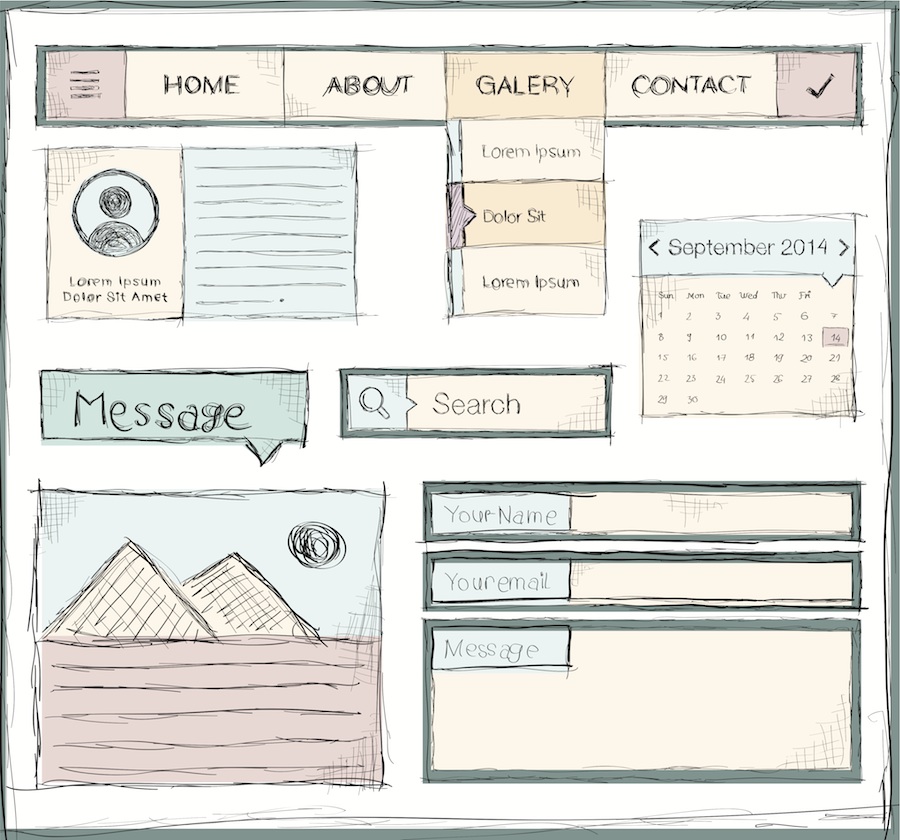 HOME ABOUT GALERY CONTACT
Lorem Ipsum
Dolor Sit
Lorem Ipsum
Lorem Ipsum
Dolor Sit Amet
September 2014
Sun Mon Tue Wed Thu Fri
1 2 3 4 5 6 7
8 9 10 11 12 13 14
15 16 17 18 19 20 21
22 23 24 25 26 27 28
29 30
Message
Search
Your Name
Your email
Message